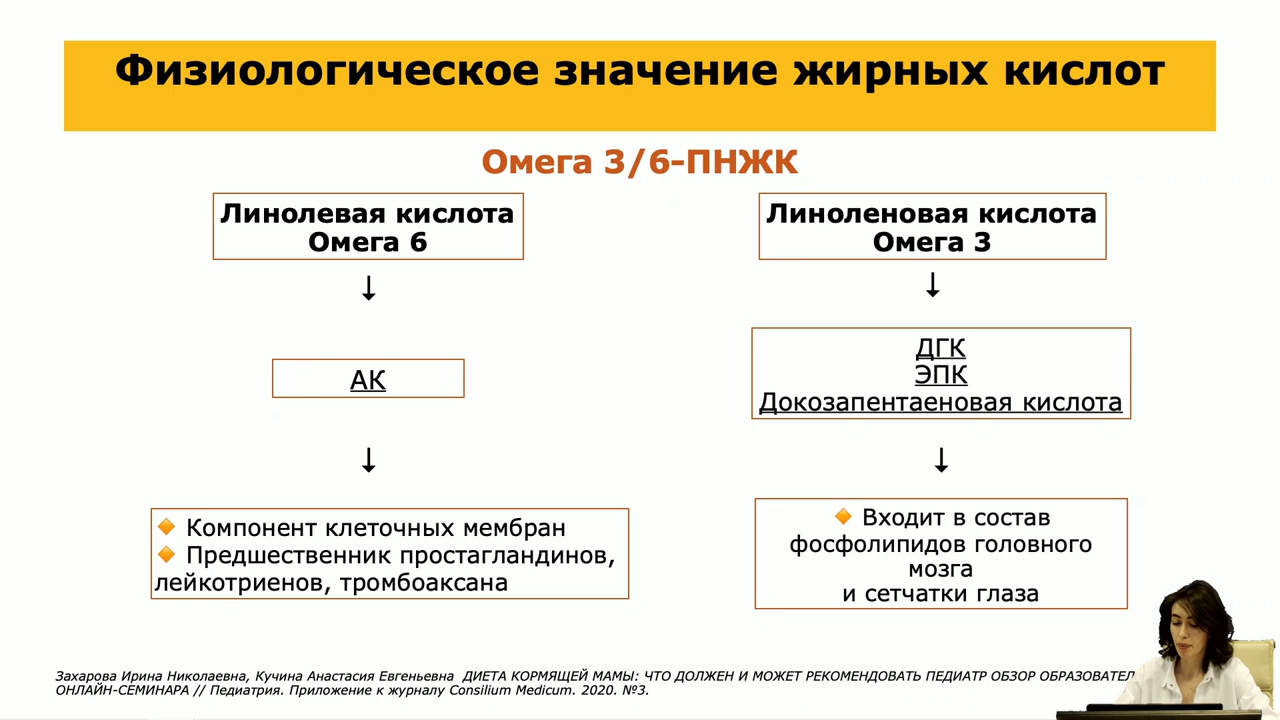 Физиологическое значение жирных кислот
Омега 3/6-ПНЖК
Линолевая кислота
Омега 6
↓
АК
↓
🔸 Компонент клеточных мембран
🔸 Предшественник простагландинов,
лейкотриенов, тромбоаксана
Линоленовая кислота
Омега 3
↓
ДГК
ЭПК
Докозапентаеновая кислота
↓
🔸 Входит в состав
фосфолипидов головного
мозга
и сетчатки глаза
Захарова Ирина Николаевна, Кучина Анастасия Евгеньевна ДИЕТА КОРМЯЩЕЙ МАМЫ: ЧТО ДОЛЖЕН И МОЖЕТ РЕКОМЕНДОВАТЬ ПЕДИАТР ОБЗОР ОБРАЗОВАТЕЛ
ОНЛАЙН-СЕМИНАРА // Педиатрия. Приложение к журналу Consilium Medicum. 2020. №3.